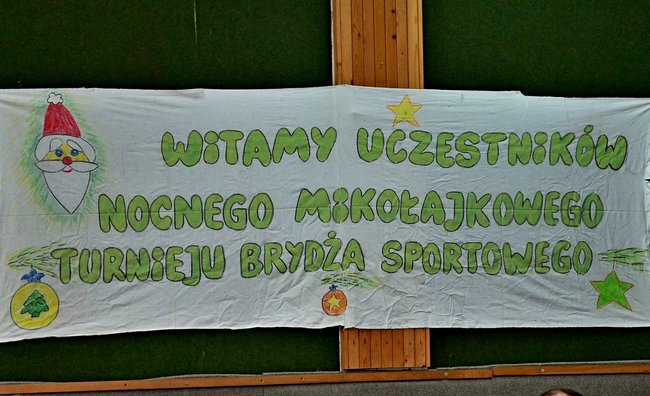 WiTAMY UCZESTNiKÓW
NOCNEGO MiKOŁAJKOWEGO
TURNiEJU BRYDŻA SPORTOWEGO